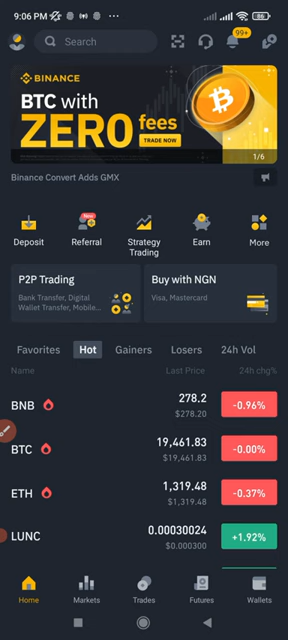 9:06 PM
86
Search
99+
BINANCE
BTC with
ZERO fees
TRADE NOW
1/6
Binance Convert Adds GMX
New
Deposit
Referral
Strategy
Trading
Earn
More
P2P Trading
Bank Transfer, Digital
Wallet Transfer, Mobile...
Buy with NGN
Visa, Mastercard
Favorites Hot Gainers Losers 24h Vol
Name Last Price 24h chg%
BNB 278.2 -0.96%
$278.20
BTC 19,461.83 -0.00%
$19,461.83
ETH 1,319.48 -0.37%
$1,319.48
LUNC 0.00030024 +1.92%
$0.000300
Home Markets Trades Futures Wallets